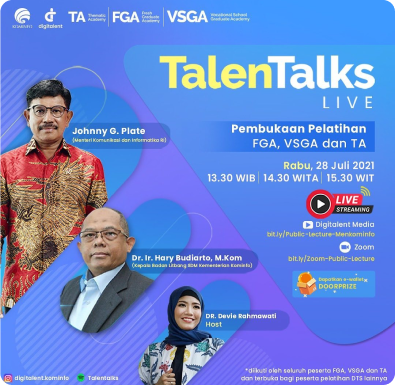 digitalent
TA Thematic Academy
FGA Fresh Graduate Academy
VSGA Vocational School Graduate Academy
TalenTalks
LIVE
Pembukaan Pelatihan
FGA, VSGA dan TA
Rabu, 28 Juli 2021
13.30 WIB | 14.30 WITA | 15.30 WIT
LIVE
STREAMING
Digitalent Media
bit.ly/Public-Lecture-Menkominfo
Zoom
bit.ly/Zoom-Public-Lecture
Dapatkan e-wallet
DOORPRIZE
Johnny G. Plate
(Menteri Komunikasi dan Informatika RI)
Dr. Ir. Hary Budiarto, M.Kom
(Kepala Badan Litbang SDM Kementerian Kominfo)
DR. Devie Rahmawati
Host
*diikuti oleh seluruh peserta FGA, VSGA dan TA
dan terbuka bagi peserta pelatihan DTS lainnya
digitalent.kominfo
Talentalks